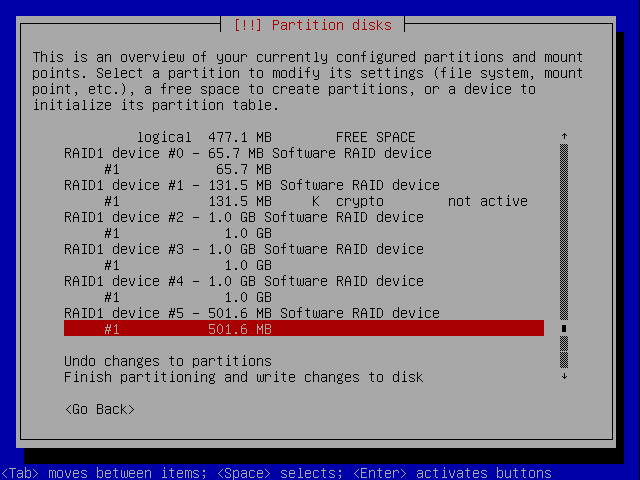 [!!] Partition disks
This is an overview of your currently configured partitions and mount
points. Select a partition to modify its settings (file system, mount
point, etc.), a free space to create partitions, or a device to
initialize its partition table.
logical 477.1 MB FREE SPACE
RAID1 device #0 - 65.7 MB Software RAID device
#1 65.7 MB
RAID1 device #1 - 131.5 MB Software RAID device
#1 131.5 MB K crypto not active
RAID1 device #2 - 1.0 GB Software RAID device
#1 1.0 GB
RAID1 device #3 - 1.0 GB Software RAID device
#1 1.0 GB
RAID1 device #4 - 1.0 GB Software RAID device
#1 1.0 GB
RAID1 device #5 - 501.6 MB Software RAID device
#1 501.6 MB
Undo changes to partitions
Finish partitioning and write changes to disk
<Go Back>
<Tab> moves between items; <Space> selects; <Enter> activates buttons